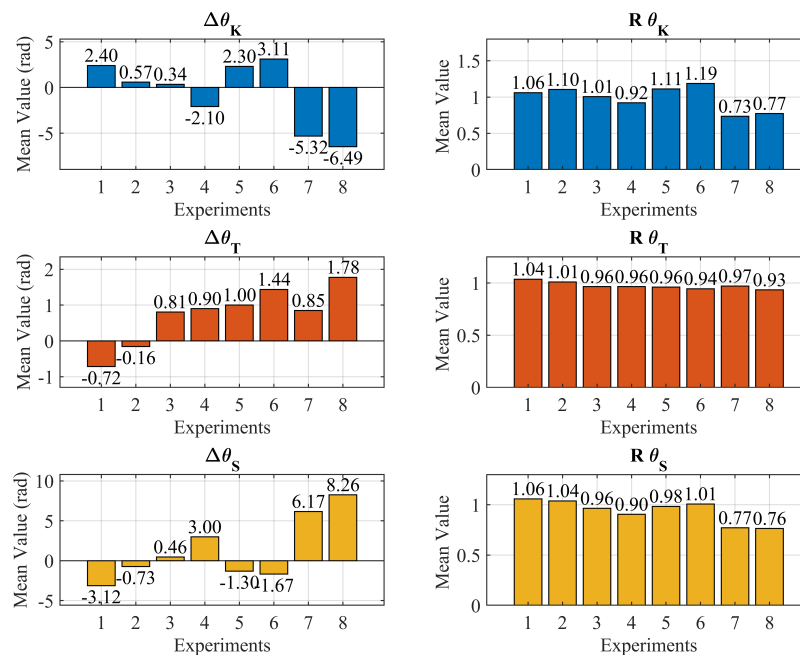 Δθ_K
Mean Value (rad)
5
0
-5
2.40
0.57
0.34
-2.10
2.30
3.11
-5.32
-6.49
1 2 3 4 5 6 7 8
Experiments
R θ_K
Mean Value
1.5
1
0.5
0
1.06
1.10
1.01
0.92
1.11
1.19
0.73
0.77
1 2 3 4 5 6 7 8
Experiments
Δθ_T
Mean Value (rad)
2
1
0
-1
-0.72
-0.16
0.81
0.90
1.00
1.44
0.85
1.78
1 2 3 4 5 6 7 8
Experiments
R θ_T
Mean Value
1
0.5
0
1.04
1.01
0.96
0.96
0.96
0.94
0.97
0.93
1 2 3 4 5 6 7 8
Experiments
Δθ_S
Mean Value (rad)
10
5
0
-5
-3.12
-0.73
0.46
3.00
-1.30
-1.67
6.17
8.26
1 2 3 4 5 6 7 8
Experiments
R θ_S
Mean Value
1
0.5
0
1.06
1.04
0.96
0.90
0.98
1.01
0.77
0.76
1 2 3 4 5 6 7 8
Experiments